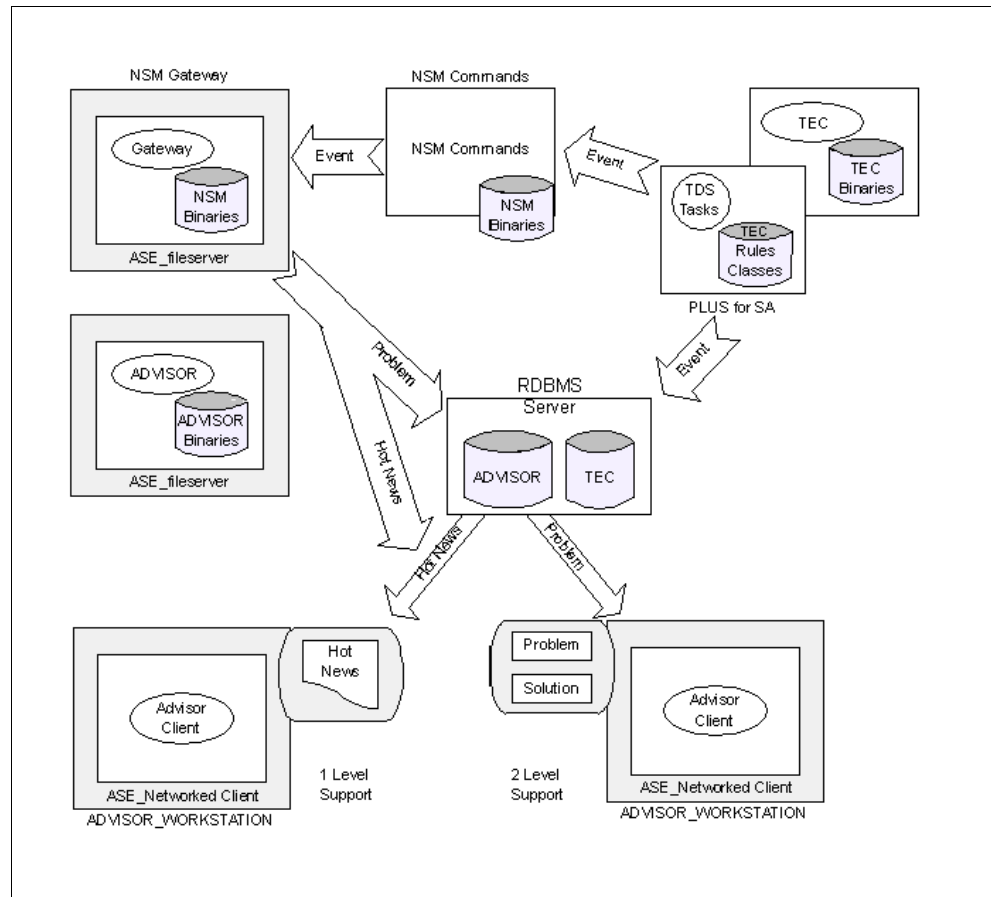 NSM Gateway
Gateway
NSM
Binaries
ASE_fileserver
Event
NSM Commands
NSM Commands
NSM
Binaries
Event
TEC
TEC
Binaries
TDS
Tasks
TEC
Rules
Classes
PLUS for SA
Event
ADVISOR
ADVISOR
Binaries
ASE_fileserver
Problem
Hot News
RDBMS
Server
ADVISOR
TEC
Hot News
Problem
Advisor
Client
ASE_Networked Client
ADVISOR_WORKSTATION
Hot
News
1 Level
Support
Problem
Solution
2 Level
Support
Advisor
Client
ASE_Networked Client
ADVISOR_WORKSTATION